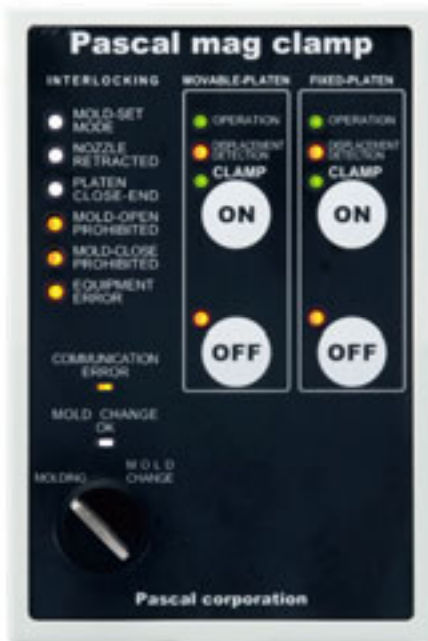 Pascal mag clamp
INTERLOCKING
MOLD-SET
MODE
NOZZLE
RETRACTED
PLATEN
CLOSE-END
MOLD-OPEN
PROHIBITED
MOLD-CLOSE
PROHIBITED
EQUIPMENT
ERROR
COMMUNICATION
ERROR
MOLD CHANGE
OK
MOLDING
MOLD
CHANGE
MOVABLE-PLATEN
OPERATION
DISPLACEMENT
DETECTION
CLAMP
ON
OFF
FIXED-PLATEN
OPERATION
DISPLACEMENT
DETECTION
CLAMP
ON
OFF
Pascal corporation